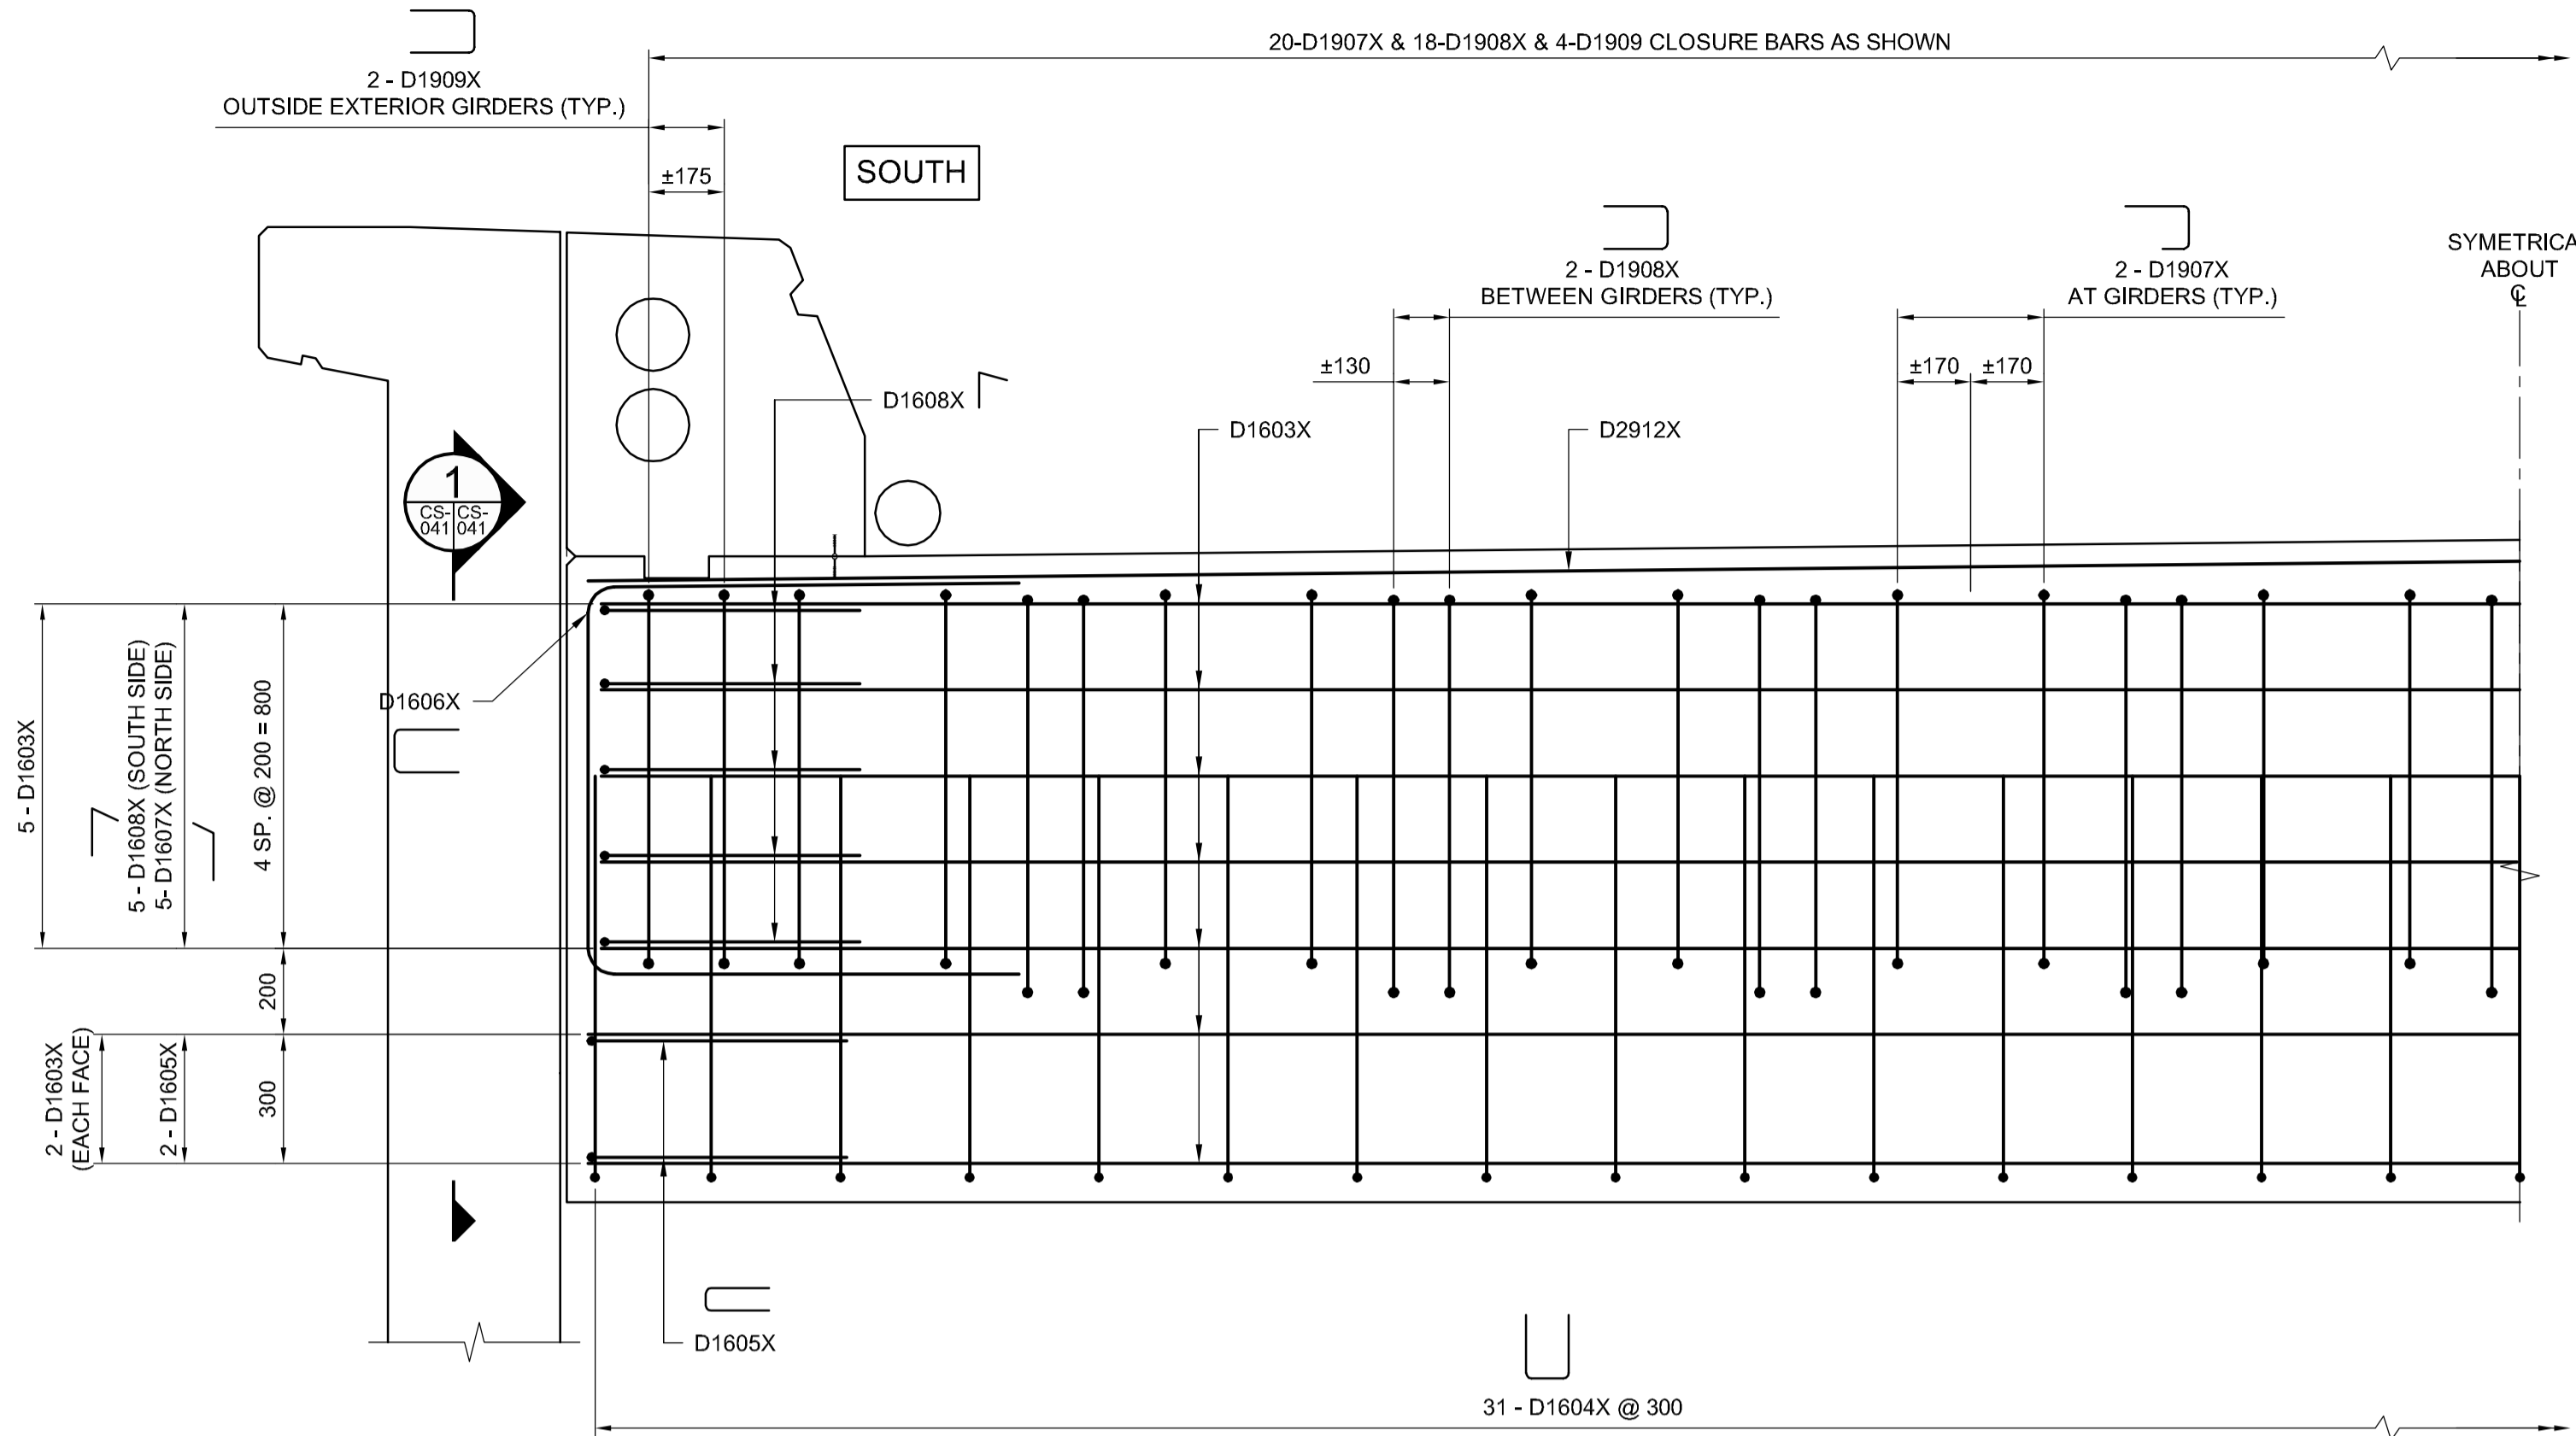 20-D1907X & 18-D1908X & 4-D1909 CLOSURE BARS AS SHOWN
2 - D1909X
OUTSIDE EXTERIOR GIRDERS (TYP.)
±175
SOUTH
2 - D1908X
BETWEEN GIRDERS (TYP.)
±130
2 - D1907X
AT GIRDERS (TYP.)
±170
±170
SYMETRICA
ABOUT
℄
D1608X
D1603X
D2912X
1
CS-
041
CS-
041
D1606X
5 - D1603X
5 - D1608X (SOUTH SIDE)
5- D1607X (NORTH SIDE)
4 SP. @ 200 = 800
200
2 - D1603X
(EACH FACE)
2 - D1605X
300
D1605X
31 - D1604X @ 300